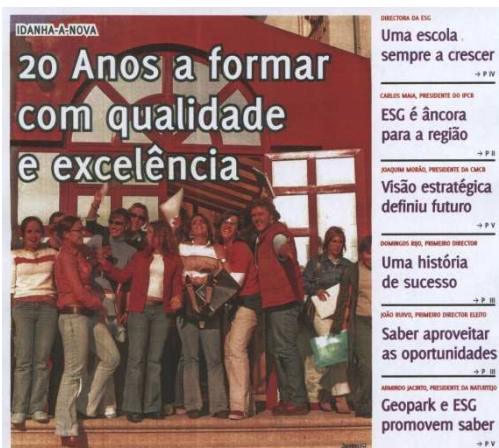 IDANHA-A-NOVA
20 Anos a formar
com qualidade
e excelência
DIRECTORA DA ESG
Uma escola
sempre a crescer
→ P IV
CARLOS MAIA, PRESIDENTE DO IPCB
ESG é âncora
para a região
→ P II
JOAQUIM MORÃO, PRESIDENTE DA CMCB
Visão estratégica
definiu futuro
→ P V
DOMINGOS RIJO, PRIMEIRO DIRECTOR
Uma história
de sucesso
→ P III
JOÃO RUIVO, PRIMEIRO DIRECTOR ELEITO
Saber aproveitar
as oportunidades
→ P III
ARMINDO JACINTO, PRESIDENTE DA NATURTEJO
Geopark e ESG
promovem saber
→ P V